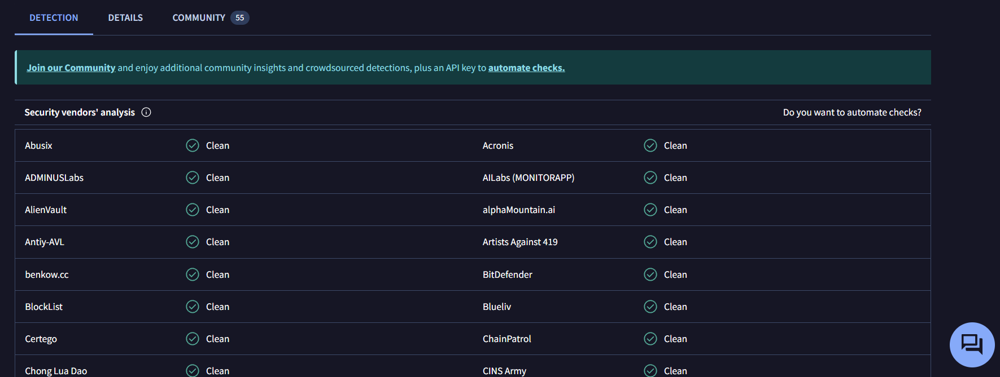 DETECTION DETAILS COMMUNITY 55
Join our Community and enjoy additional community insights and crowdsourced detections, plus an API key to automate checks.
Security vendors' analysis Do you want to automate checks?
Abusix Clean Acronis Clean
ADMINUSLabs Clean AILabs (MONITORAPP) Clean
AlienVault Clean alphaMountain.ai Clean
Antiy-AVL Clean Artists Against 419 Clean
benkow.cc Clean BitDefender Clean
BlockList Clean Blueliv Clean
Certego Clean ChainPatrol Clean
Chong Lua Dao Clean CINS Army Clean